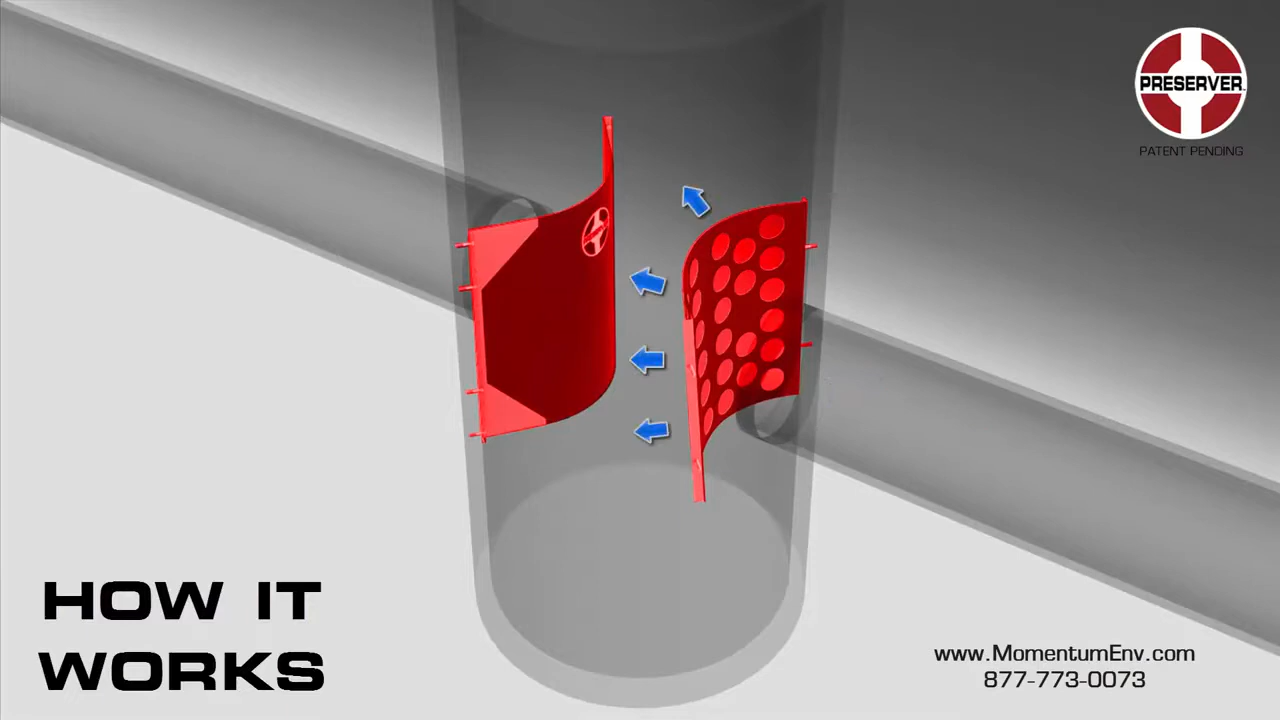 PRESERVER
PATENT PENDING
HOW IT
WORKS
www.MomentumEnv.com
877-773-0073